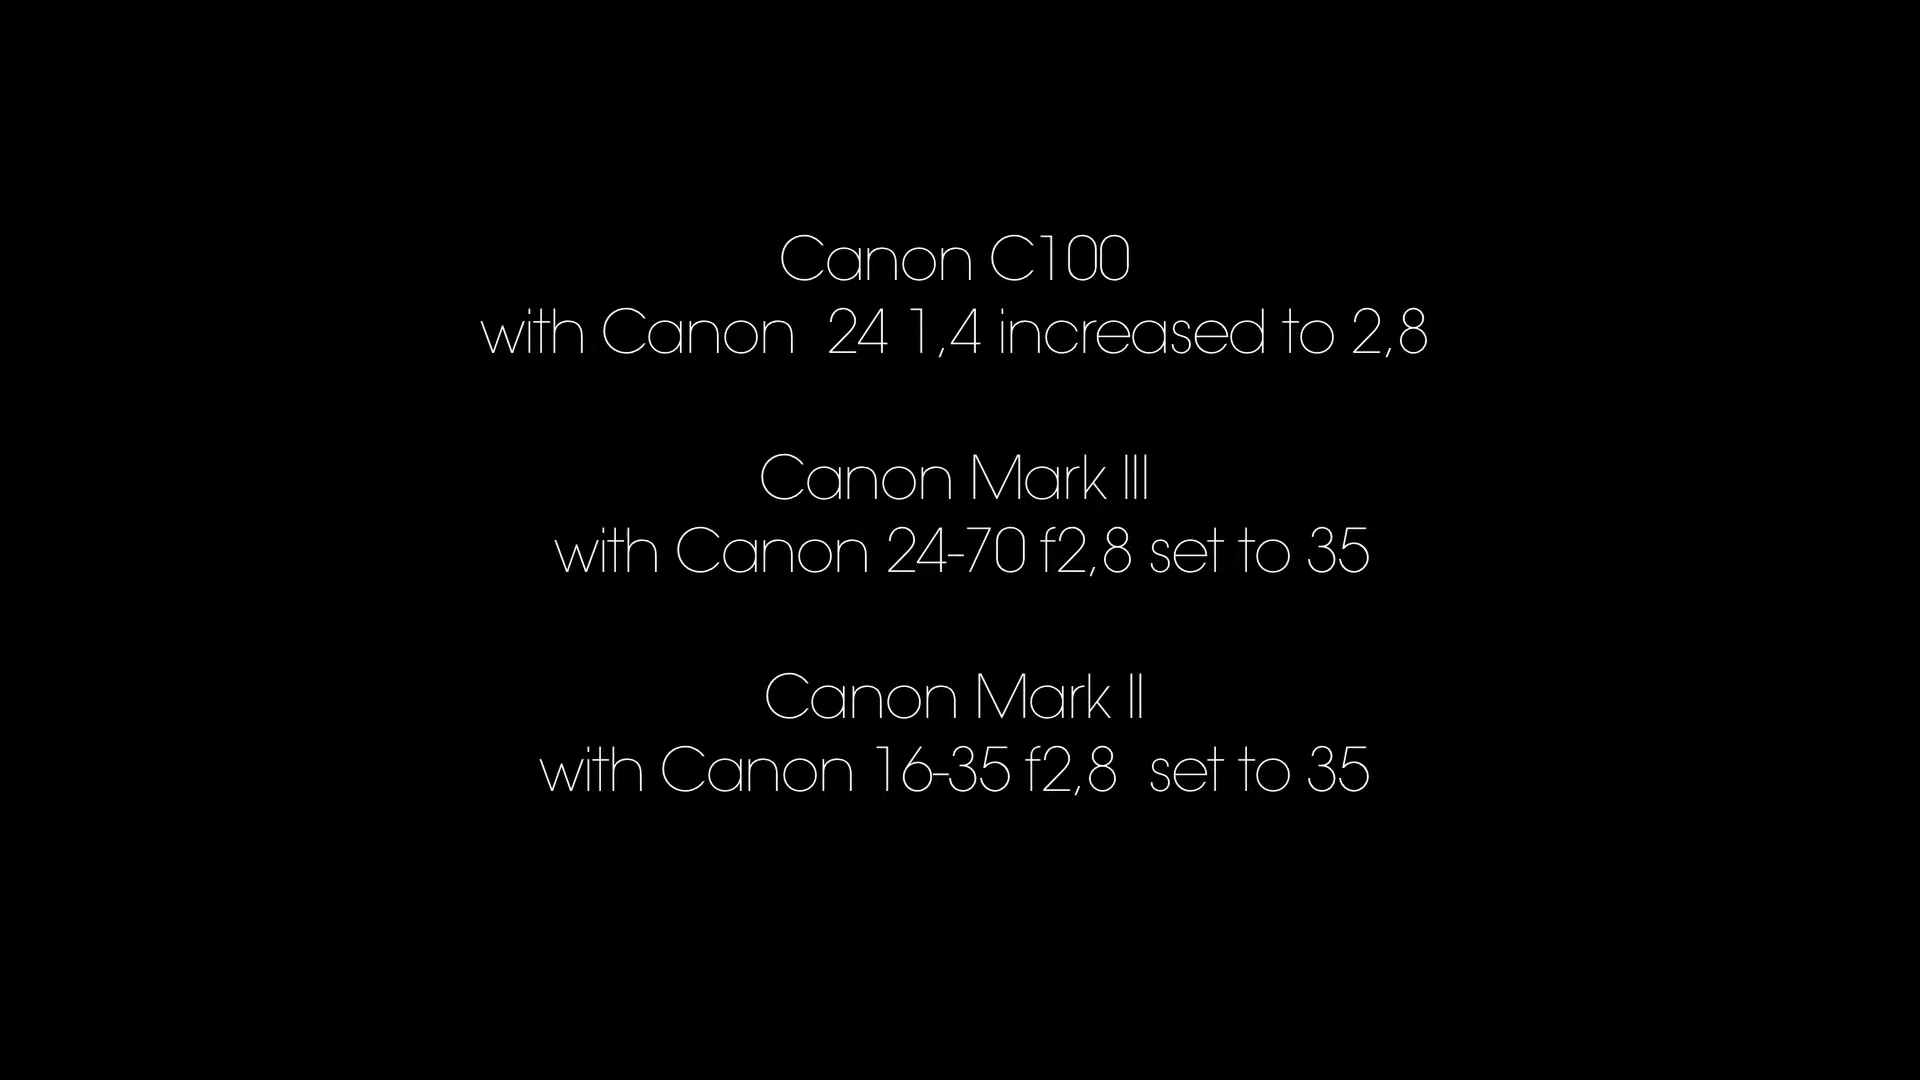 Canon C100
with Canon  24 1,4 increased to 2,8
Canon Mark III
with Canon 24-70 f2,8 set to 35
Canon Mark II
with Canon 16-35 f2,8  set to 35